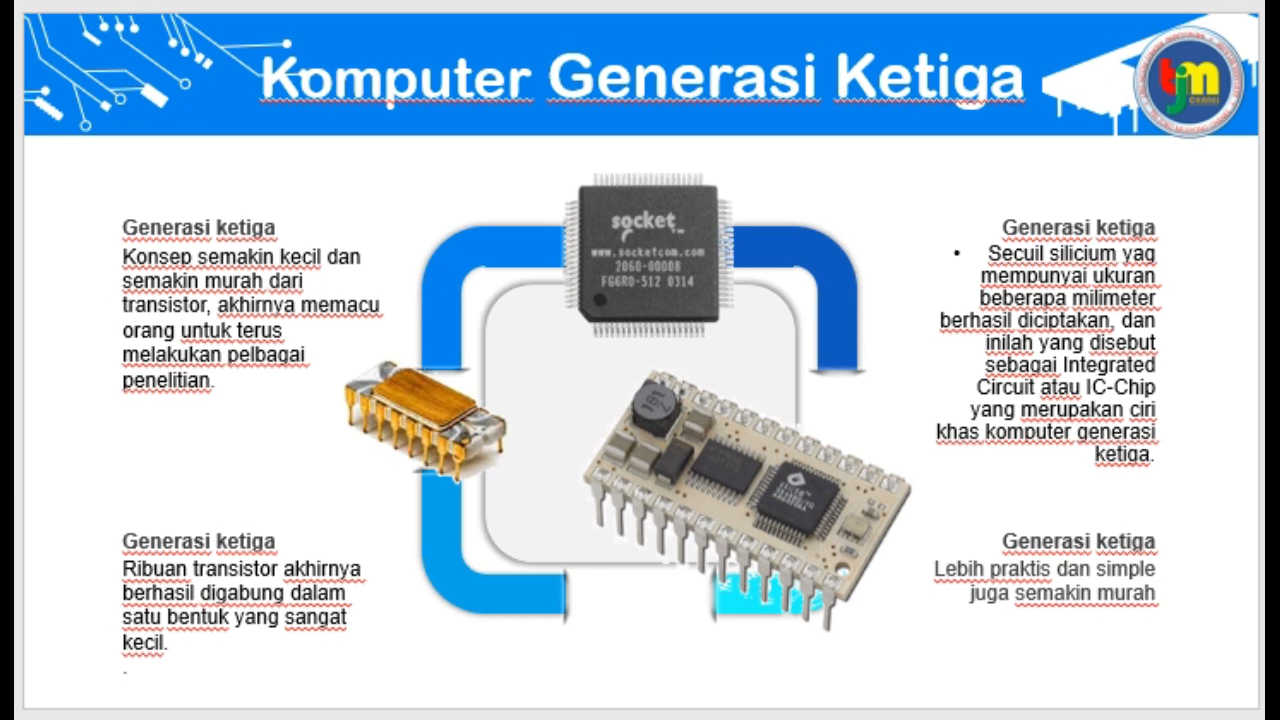 Komputer Generasi Ketiga
tjm
CHANNEL
Generasi ketiga
Konsep semakin kecil dan
semakin murah dari
transistor, akhirnya memacu
orang untuk terus
melakukan pelbagai
penelitian.
socket
www.socketcom.com
2060-00008
FG6RD-512 0314
Generasi ketiga
• Secuil silicium yag
mempunyai ukuran
beberapa milimeter
berhasil diciptakan, dan
inilah yang disebut
sebagai Integrated
Circuit atau IC-Chip
yang merupakan ciri
khas komputer generasi
ketiga.
Generasi ketiga
Ribuan transistor akhirnya
berhasil digabung dalam
satu bentuk yang sangat
kecil.
.
Generasi ketiga
Lebih praktis dan simple
juga semakin murah